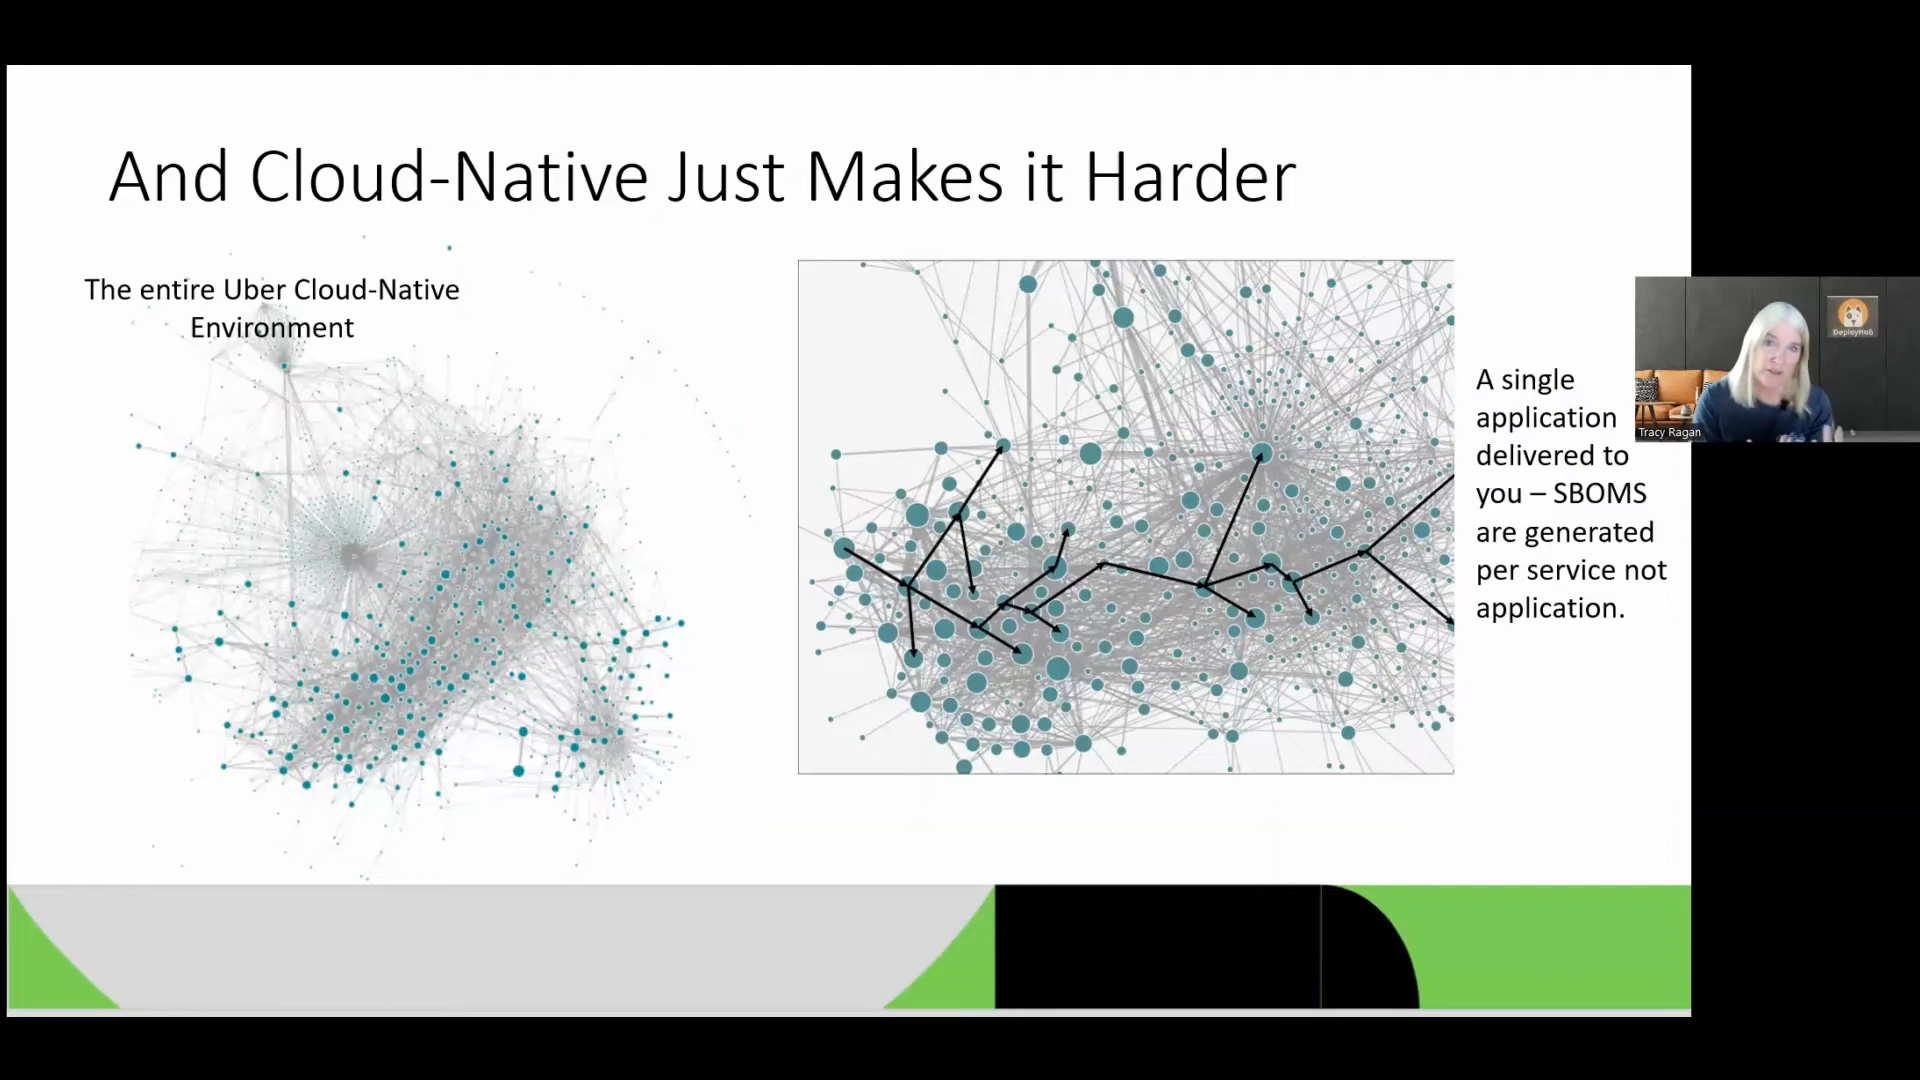 And Cloud-Native Just Makes it Harder
The entire Uber Cloud-Native
Environment
A single
application
delivered to
you – SBOMS
are generated
per service not
application.
DeployHub
Tracy Ragan